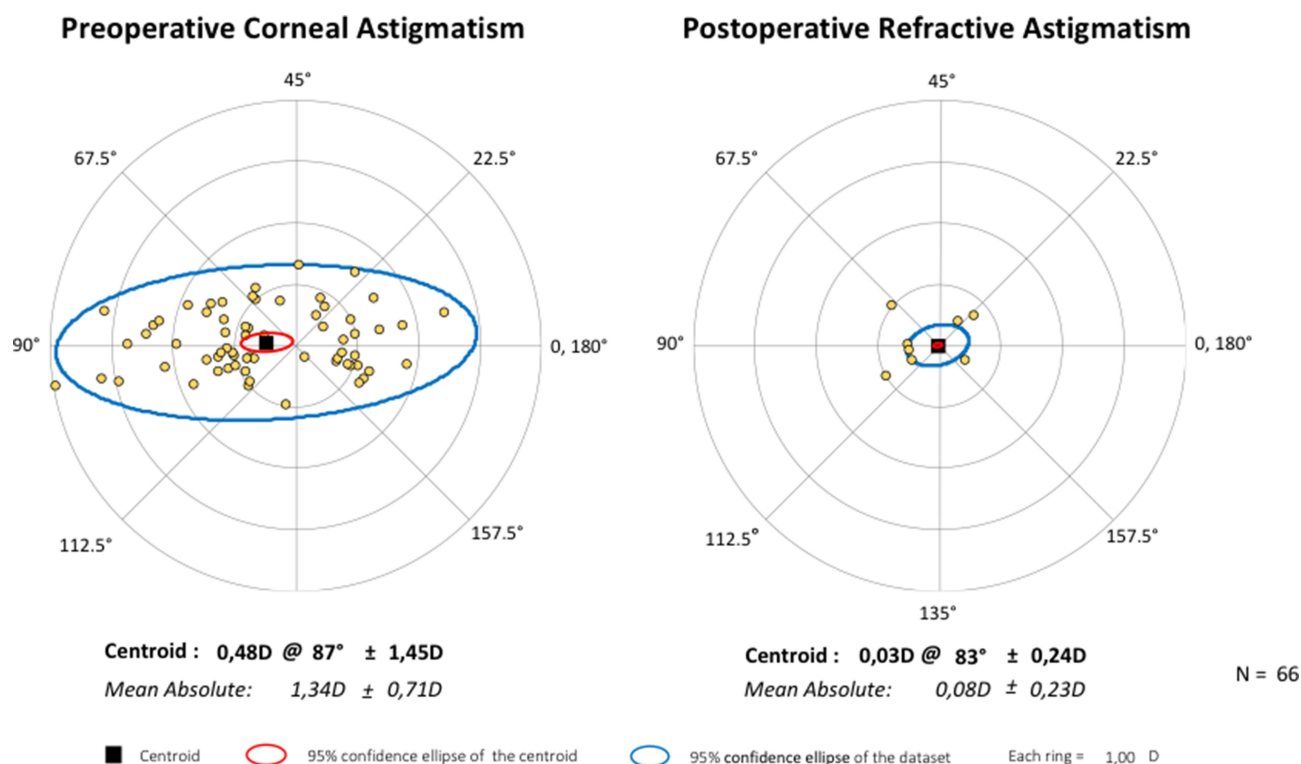 Preoperative Corneal Astigmatism
45°
67.5°
22.5°
90°
0, 180°
112.5°
157.5°
Centroid : 0,48D @ 87° ± 1,45D
Mean Absolute: 1,34D ± 0,71D
Postoperative Refractive Astigmatism
45°
67.5°
22.5°
90°
0, 180°
112.5°
157.5°
135°
Centroid : 0,03D @ 83° ± 0,24D
Mean Absolute: 0,08D ± 0,23D
N = 66
Centroid
95% confidence ellipse of the centroid
95% confidence ellipse of the dataset
Each ring = 1,00 D